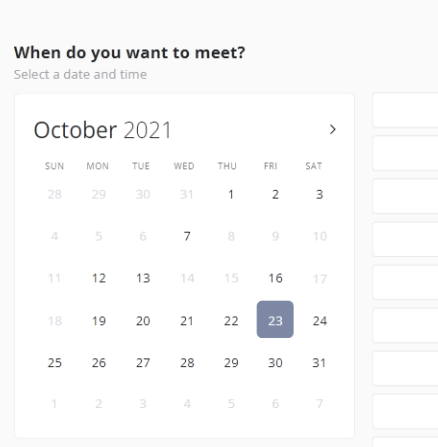 When do you want to meet?
Select a date and time
October 2021
SUN MON TUE WED THU FRI SAT
28 29 30 31 1 2 3
4 5 6 7 8 9 10
11 12 13 14 15 16 17
18 19 20 21 22 23 24
25 26 27 28 29 30 31
1 2 3 4 5 6 7